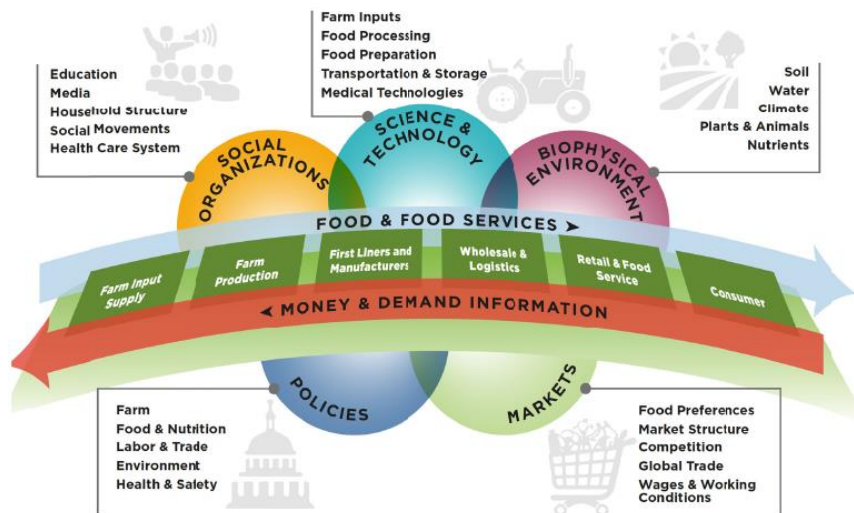 Farm Inputs
Food Processing
Food Preparation
Transportation & Storage
Medical Technologies
Education
Media
Household Structure
Social Movements
Health Care System
Soil
Water
Climate
Plants & Animals
Nutrients
SOCIAL
ORGANIZATIONS
SCIENCE &
TECHNOLOGY
BIOPHYSICAL
ENVIRONMENT
FOOD & FOOD SERVICES ➤
Farm Input
Supply
Farm
Production
First Liners and
Manufacturers
Wholesale &
Logistics
Retail & Food
Service
Consumer
⮜ MONEY & DEMAND INFORMATION
POLICIES
MARKETS
Farm
Food & Nutrition
Labor & Trade
Environment
Health & Safety
Food Preferences
Market Structure
Competition
Global Trade
Wages & Working
Conditions